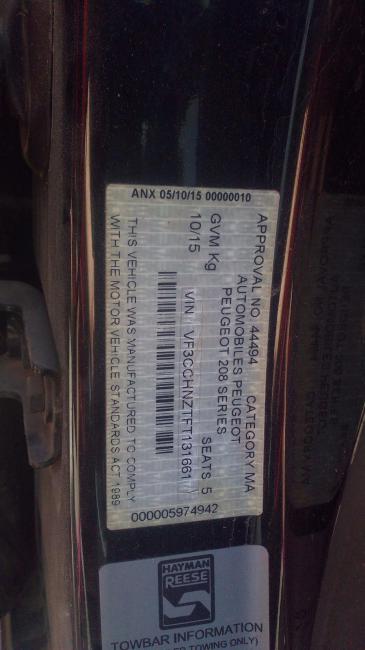 ANX 05/10/15 00000010
APPROVAL NO. 44494 CATEGORY MA
AUTOMOBILES PEUGEOT
PEUGEOT 208 SERIES
GVM Kg SEATS 5
10/15
VIN VF3CCHNZTFT131661
THIS VEHICLE WAS MANUFACTURED TO COMPLY
WITH THE MOTOR VEHICLE STANDARDS ACT 1989
000005974942
HAYMAN
REESE
TOWBAR INFORMATION
TOWING ONLY)